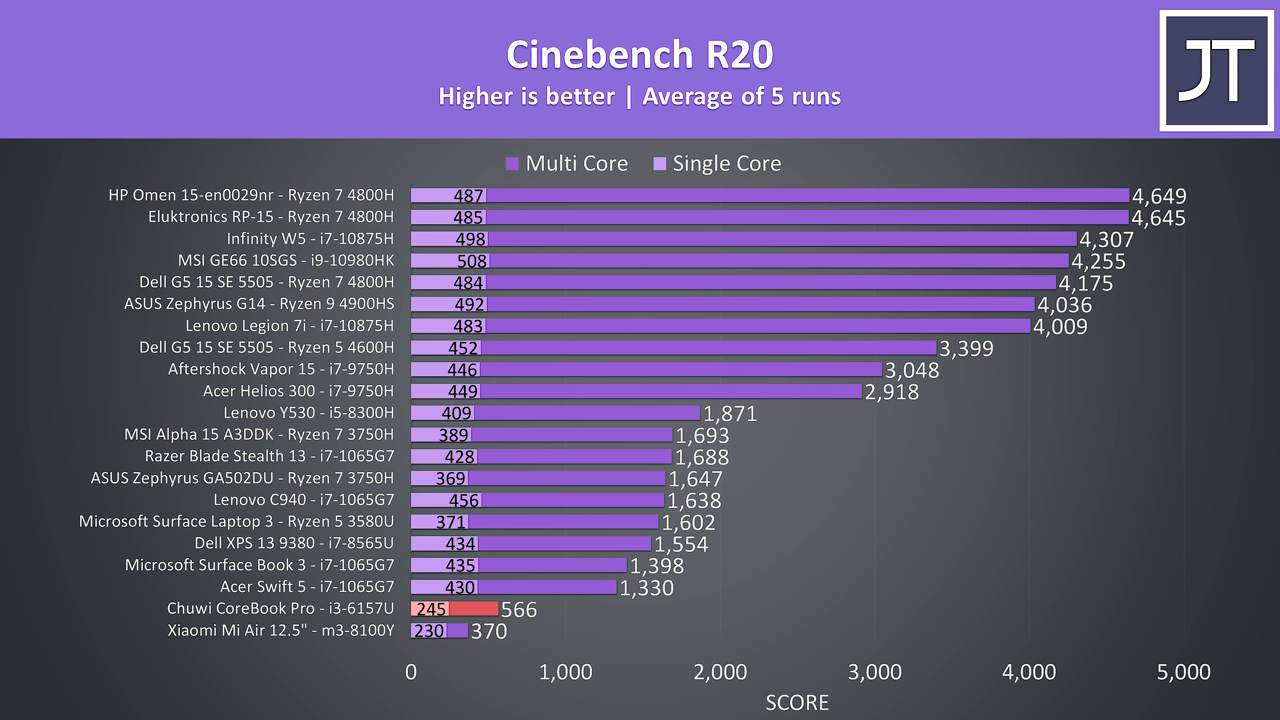 Cinebench R20
Higher is better | Average of 5 runs
JT
Multi Core Single Core
HP Omen 15-en0029nr - Ryzen 7 4800H 487 4,649
Eluktronics RP-15 - Ryzen 7 4800H 485 4,645
Infinity W5 - i7-10875H 498 4,307
MSI GE66 10SGS - i9-10980HK 508 4,255
Dell G5 15 SE 5505 - Ryzen 7 4800H 484 4,175
ASUS Zephyrus G14 - Ryzen 9 4900HS 492 4,036
Lenovo Legion 7i - i7-10875H 483 4,009
Dell G5 15 SE 5505 - Ryzen 5 4600H 452 3,399
Aftershock Vapor 15 - i7-9750H 446 3,048
Acer Helios 300 - i7-9750H 449 2,918
Lenovo Y530 - i5-8300H 409 1,871
MSI Alpha 15 A3DDK - Ryzen 7 3750H 389 1,693
Razer Blade Stealth 13 - i7-1065G7 428 1,688
ASUS Zephyrus GA502DU - Ryzen 7 3750H 369 1,647
Lenovo C940 - i7-1065G7 456 1,638
Microsoft Surface Laptop 3 - Ryzen 5 3580U 371 1,602
Dell XPS 13 9380 - i7-8565U 434 1,554
Microsoft Surface Book 3 - i7-1065G7 435 1,398
Acer Swift 5 - i7-1065G7 430 1,330
Chuwi CoreBook Pro - i3-6157U 245 566
Xiaomi Mi Air 12.5" - m3-8100Y 230 370
0 1,000 2,000 3,000 4,000 5,000
SCORE